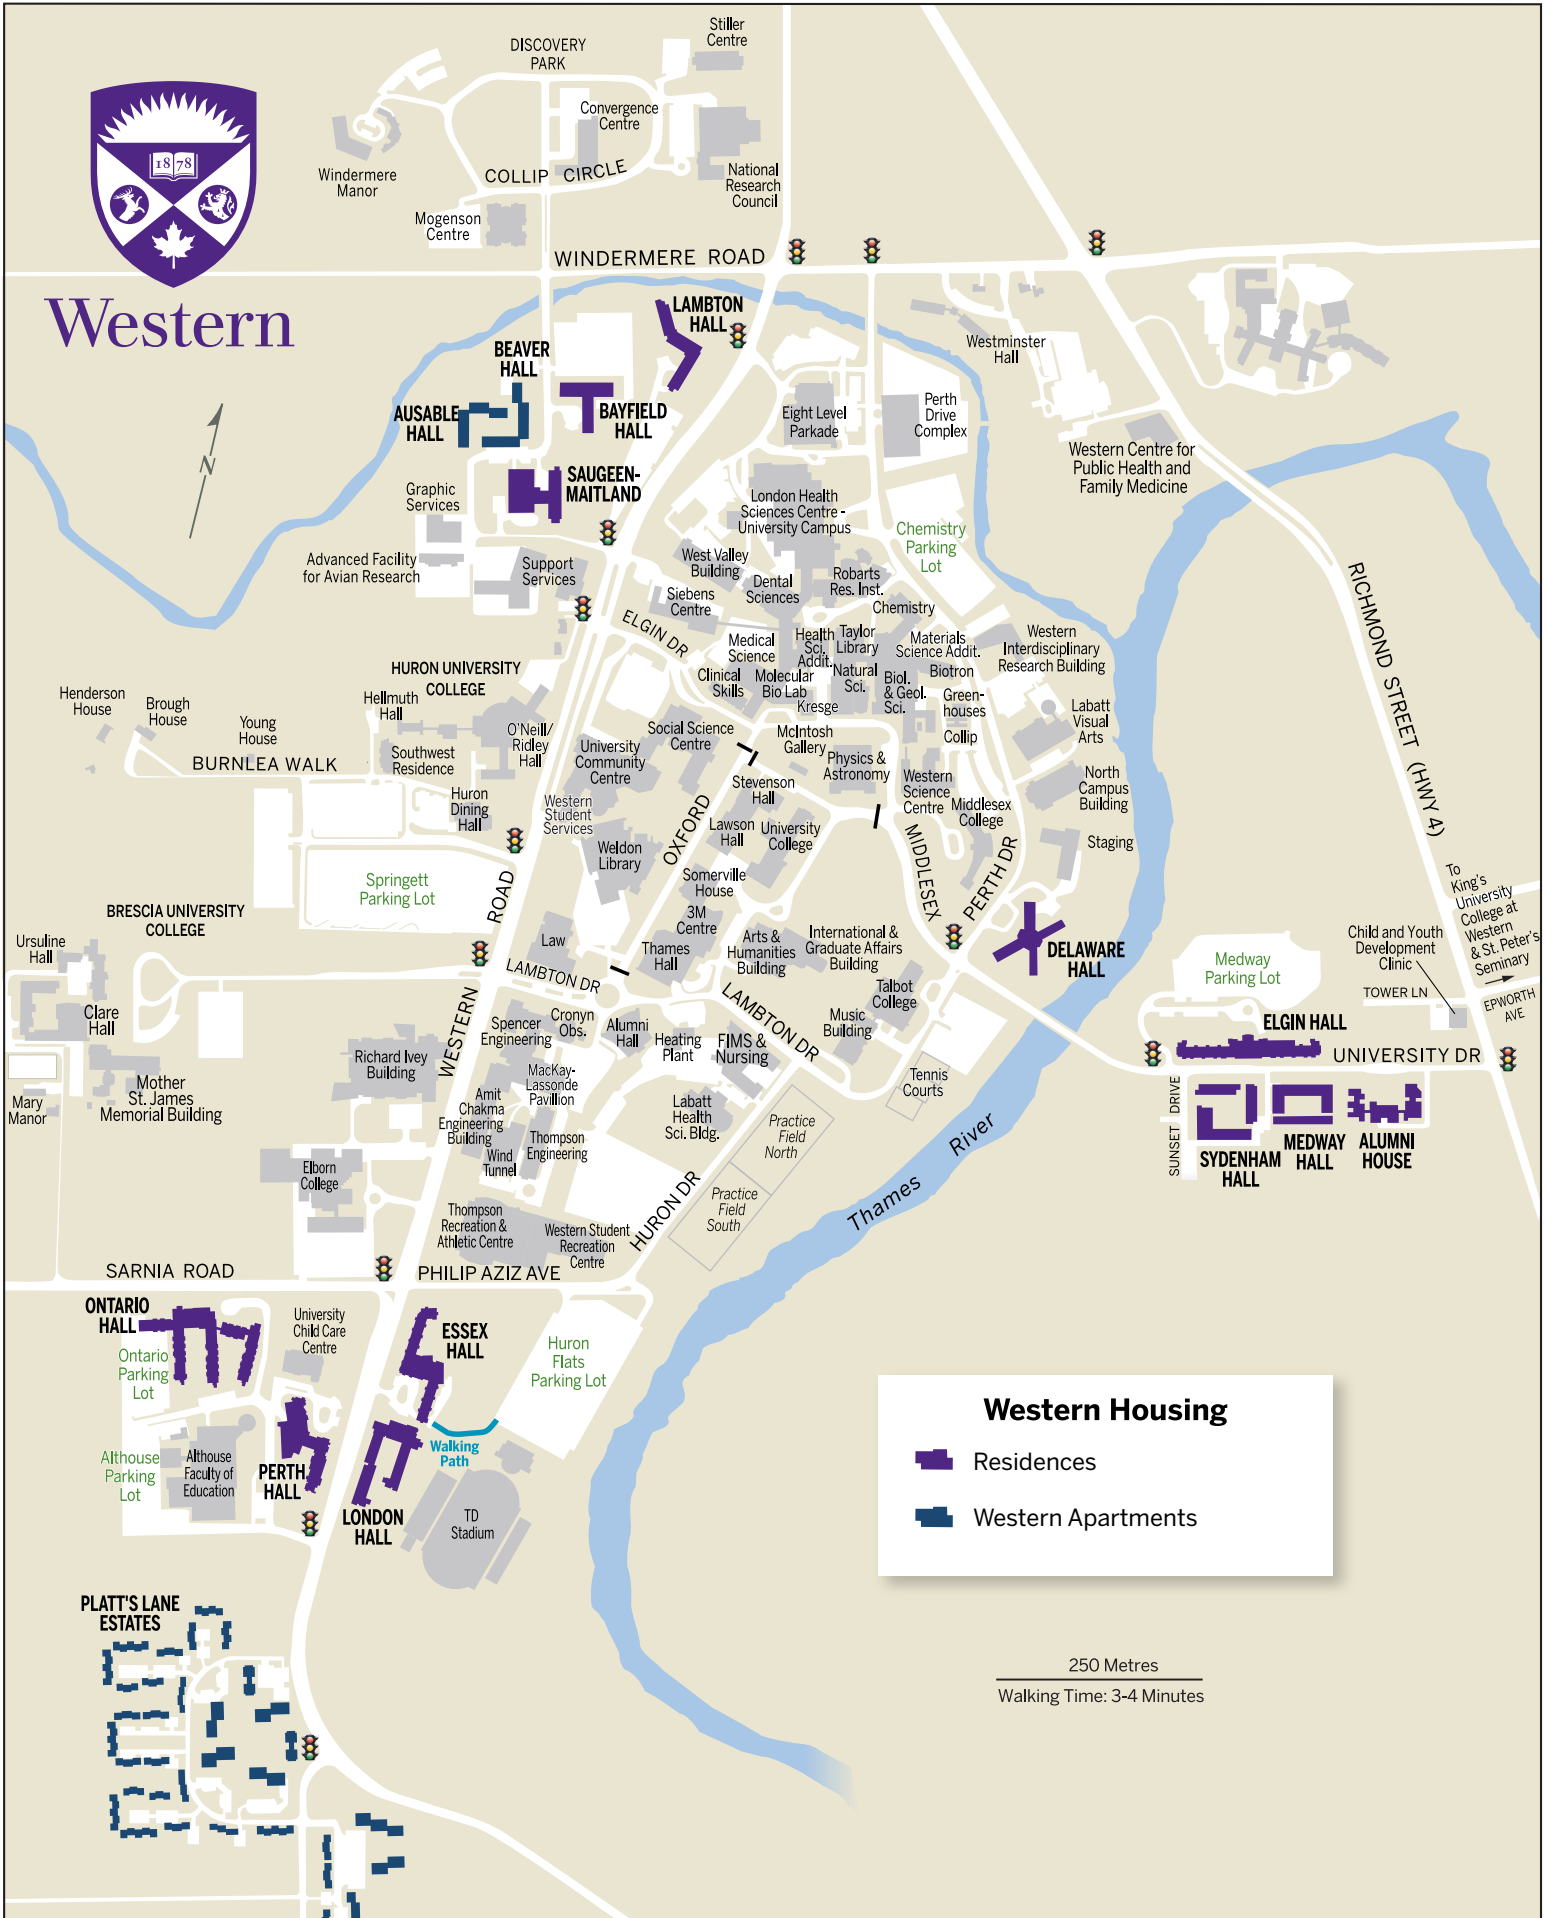 Stiller
Centre
DISCOVERY
PARK
Convergence
Centre
1878
Windermere
Manor
COLLIP CIRCLE
National
Research
Council
Mogenson
Centre
WINDERMERE ROAD
Western
LAMBTON
HALL
BEAVER
HALL
Westminster
Hall
AUSABLE
HALL
BAYFIELD
HALL
Eight Level
Parkade
Perth
Drive
Complex
N
Western Centre for
Public Health and
Family Medicine
SAUGEEN-
MAITLAND
Graphic
Services
London Health
Sciences Centre -
University Campus
Chemistry
Parking
Lot
Advanced Facility
for Avian Research
Support
Services
West Valley
Building
Dental
Sciences
Robarts
Res. Inst.
Siebens
Centre
Chemistry
RICHMOND STREET (HWY 4)
ELGIN DR
Medical
Science
Health
Sci.
Addit.
Taylor
Library
Materials
Science Addit.
Western
Interdisciplinary
Research Building
HURON UNIVERSITY
COLLEGE
Clinical
Skills
Molecular
Bio Lab
Natural
Sci.
Biol.
& Geol.
Sci.
Biotron
Kresge
Green-
houses
Henderson
House
Brough
House
Young
House
Hellmuth
Hall
O'Neill/
Ridley
Hall
Social Science
Centre
McIntosh
Gallery
Collip
Labatt
Visual
Arts
BURNLEA WALK
Southwest
Residence
University
Community
Centre
Physics &
Astronomy
Stevenson
Hall
Western
Science
Centre
North
Campus
Building
Huron
Dining
Hall
Western
Student
Services
Lawson
Hall
University
College
Middlesex
College
MIDDLESEX
PERTH DR
Staging
OXFORD
Weldon
Library
Springett
Parking Lot
Somerville
House
To
King's
University
College at
Western
& St. Peter's
Seminary
BRESCIA UNIVERSITY
COLLEGE
3M
Centre
Ursuline
Hall
Law
Thames
Hall
Arts &
Humanities
Building
International &
Graduate Affairs
Building
DELAWARE
HALL
Medway
Parking Lot
Child and Youth
Development
Clinic
LAMBTON DR
Talbot
College
TOWER LN
EPWORTH
AVE
Clare
Hall
LAMBTON DR
Music
Building
ELGIN HALL
Spencer
Engineering
Cronyn
Obs.
Alumni
Hall
Heating
Plant
FIMS &
Nursing
UNIVERSITY DR
WESTERN ROAD
Richard Ivey
Building
MacKay-
Lassonde
Pavilion
Tennis
Courts
Mary
Manor
Mother
St. James
Memorial Building
Amit
Chakma
Engineering
Building
Labatt
Health
Sci. Bldg.
Practice
Field
North
SUNSET DRIVE
Thames River
Wind
Tunnel
Thompson
Engineering
SYDENHAM
HALL
MEDWAY
HALL
ALUMNI
HOUSE
Elborn
College
Practice
Field
South
HURON DR
Thompson
Recreation &
Athletic Centre
Western Student
Recreation
Centre
SARNIA ROAD
PHILIP AZIZ AVE
ONTARIO
HALL
University
Child Care
Centre
ESSEX
HALL
Huron
Flats
Parking Lot
Ontario
Parking
Lot
Western Housing
Residences
Western Apartments
Walking
Path
Althouse
Parking
Lot
Althouse
Faculty of
Education
PERTH
HALL
LONDON
HALL
TD
Stadium
PLATT'S LANE
ESTATES
250 Metres
Walking Time: 3-4 Minutes